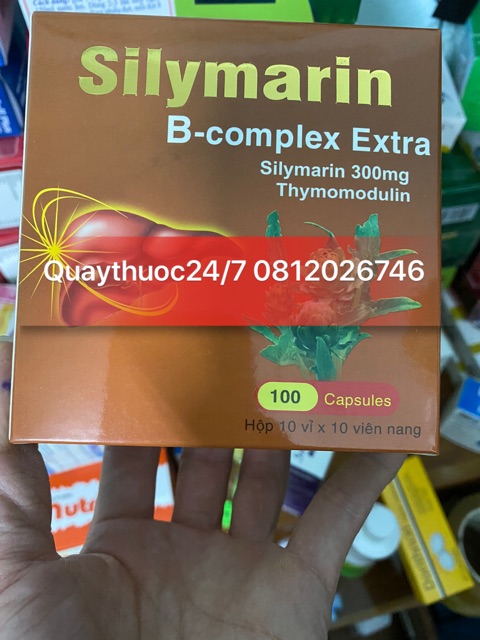 Silymarin
B-complex Extra
Silymarin 300mg
Thymomodulin
Quaythuoc24/7 0812026746
100 Capsules
Hộp 10 vỉ x 10 viên nang